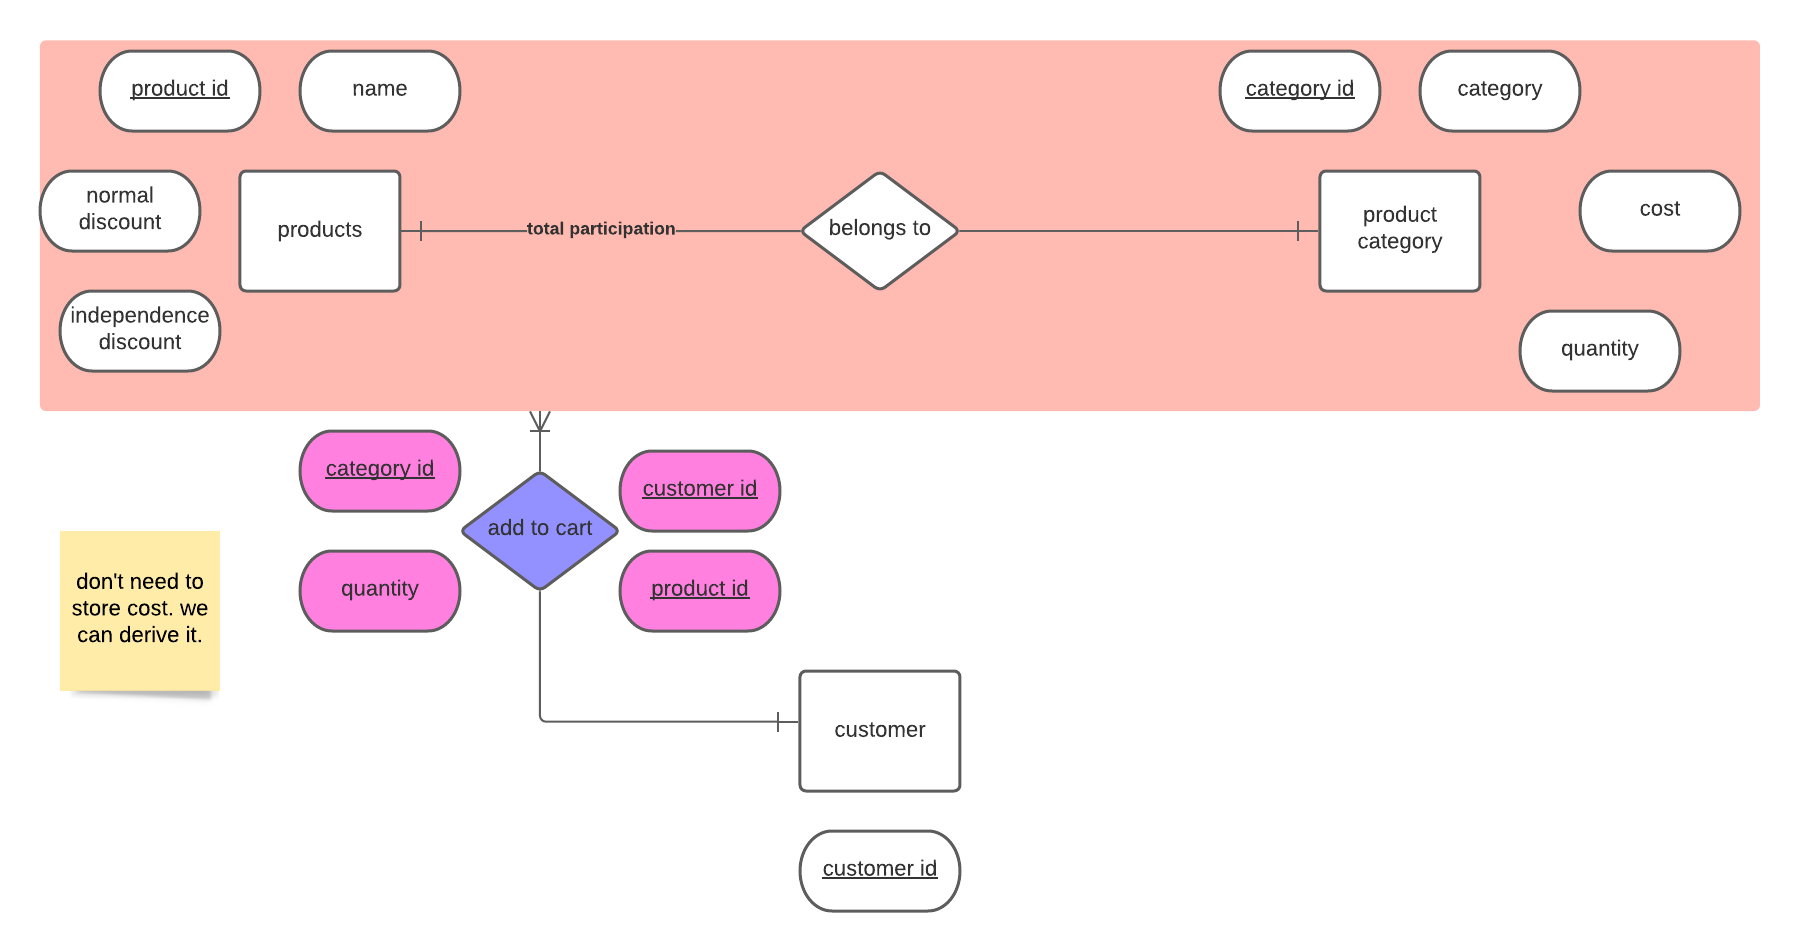 product id
name
category id
category
normal
discount
products
total participation
belongs to
product
category
cost
independence
discount
quantity
category id
customer id
add to cart
quantity
product id
don't need to
store cost. we
can derive it.
customer
customer id